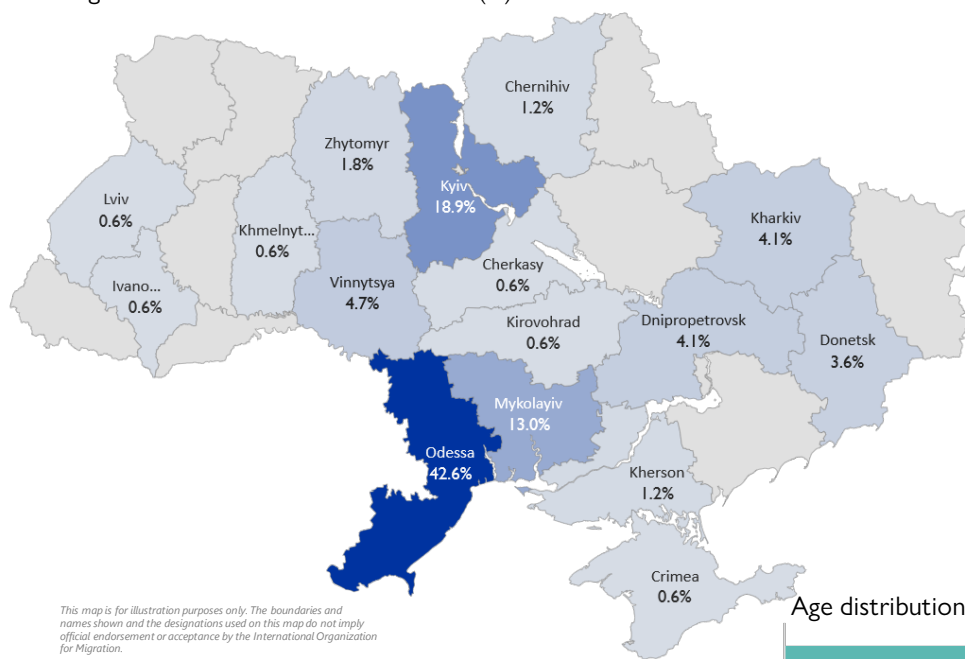 (%)
Chernihiv
1.2%
Zhytomyr
1.8%
Kyiv
18.9%
Lviv
0.6%
Khmelnyt...
0.6%
Kharkiv
4.1%
Ivano...
0.6%
Vinnytsya
4.7%
Cherkasy
0.6%
Kirovohrad
0.6%
Dnipropetrovsk
4.1%
Donetsk
3.6%
Mykolayiv
13.0%
Odessa
42.6%
Kherson
1.2%
Crimea
0.6%
This map is for illustration purposes only. The boundaries and
names shown and the designations used on this map do not imply
official endorsement or acceptance by the International Organization
for Migration.
Age distribution